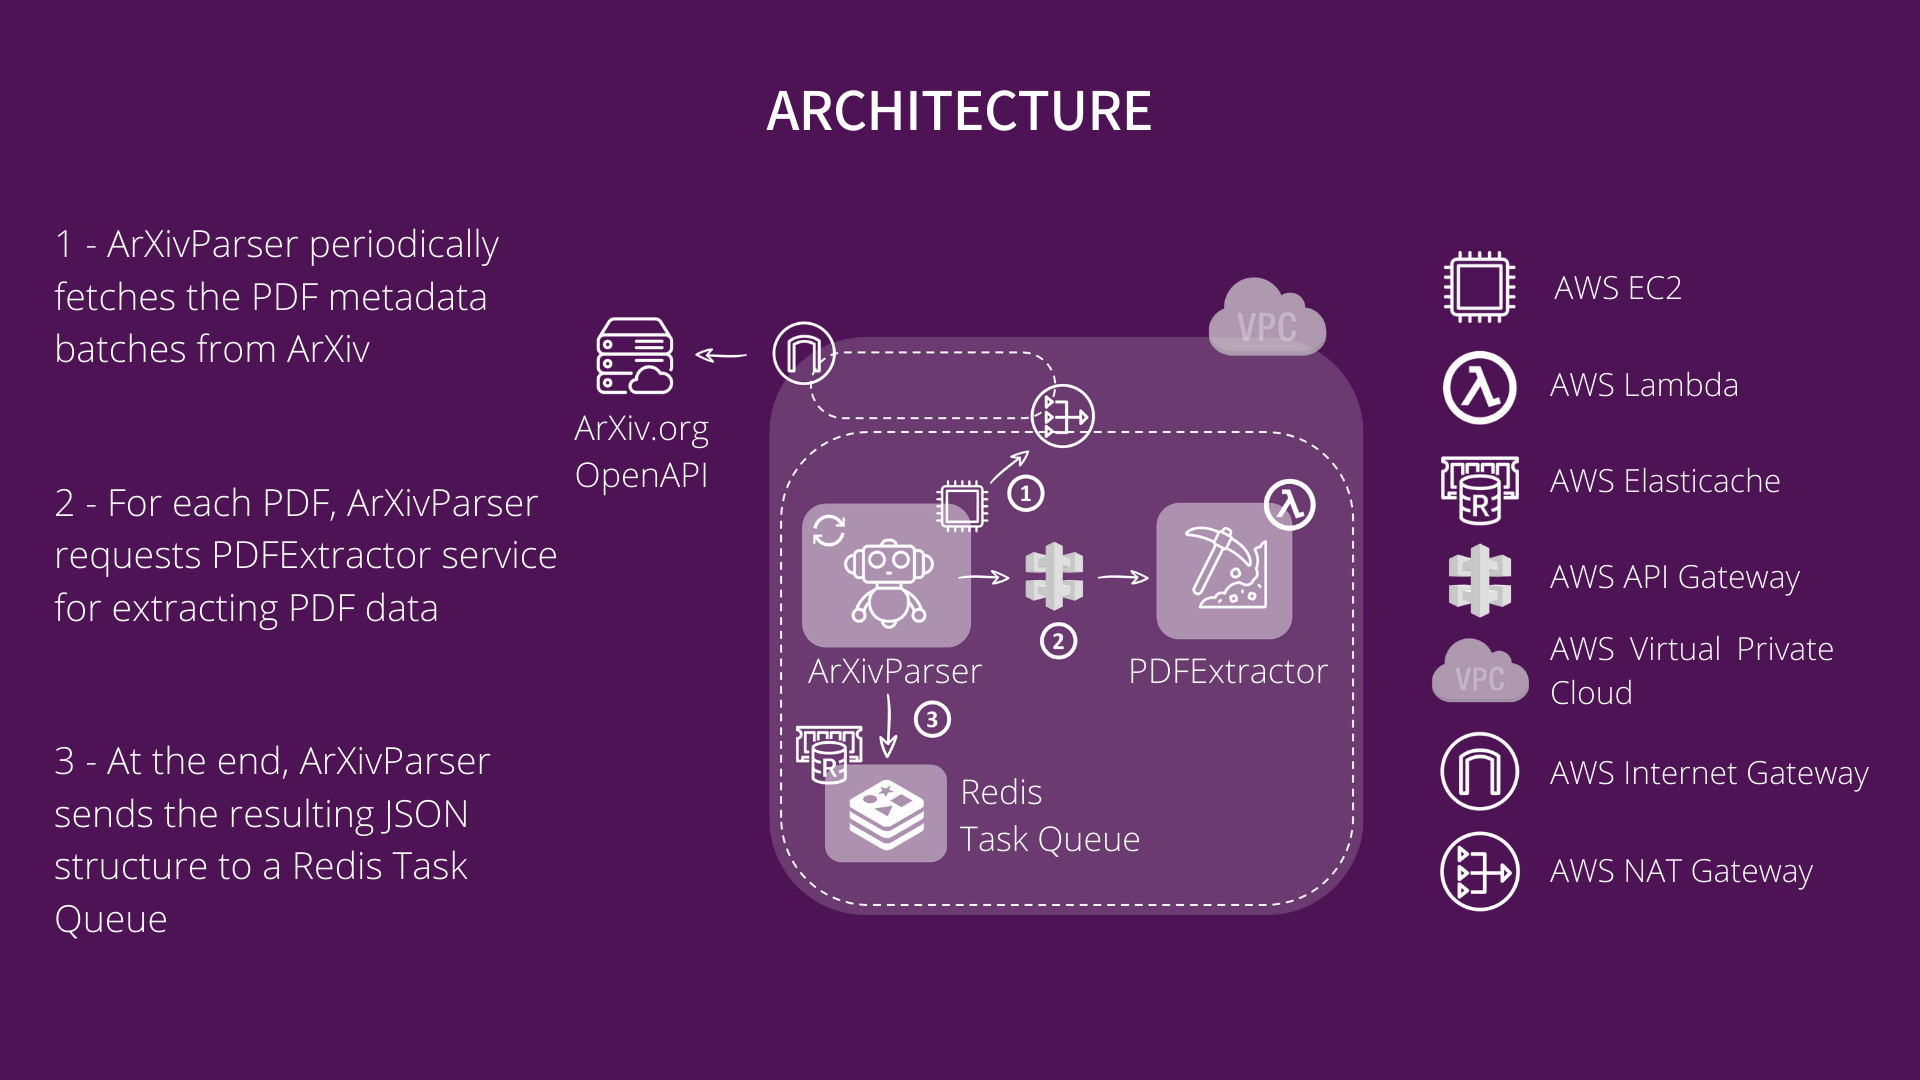 ARCHITECTURE
1 - ArXivParser periodically
fetches the PDF metadata
batches from ArXiv
2 - For each PDF, ArXivParser
requests PDFExtractor service
for extracting PDF data
3 - At the end, ArXivParser
sends the resulting JSON
structure to a Redis Task
Queue
ArXiv.org
OpenAPI
VPC
1
2
ArXivParser
PDFExtractor
3
R
Redis
Task Queue
AWS EC2
AWS Lambda
R
AWS Elasticache
AWS API Gateway
VPC
AWS Virtual Private
Cloud
AWS Internet Gateway
AWS NAT Gateway